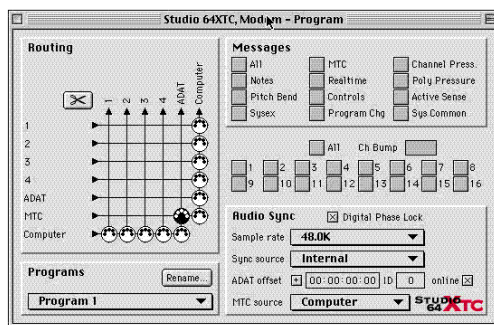 Studio 64XTC, Modem - Program
Routing
1 2 3 4 ADAT Computer
1
2
3
4
ADAT
MTC
Computer
Programs
Rename...
Program 1
Messages
All MTC Channel Press.
Notes Realtime Poly Pressure
Pitch Bend Controls Active Sense
Sysex Program Chg Sys Common
All Ch Bump
1 2 3 4 5 6 7 8
9 10 11 12 13 14 15 16
Audio Sync Digital Phase Lock
Sample rate 48.0K
Sync source Internal
ADAT offset + 00:00:00:00 ID 0 online
MTC source Computer
STUDIO 64 XTC